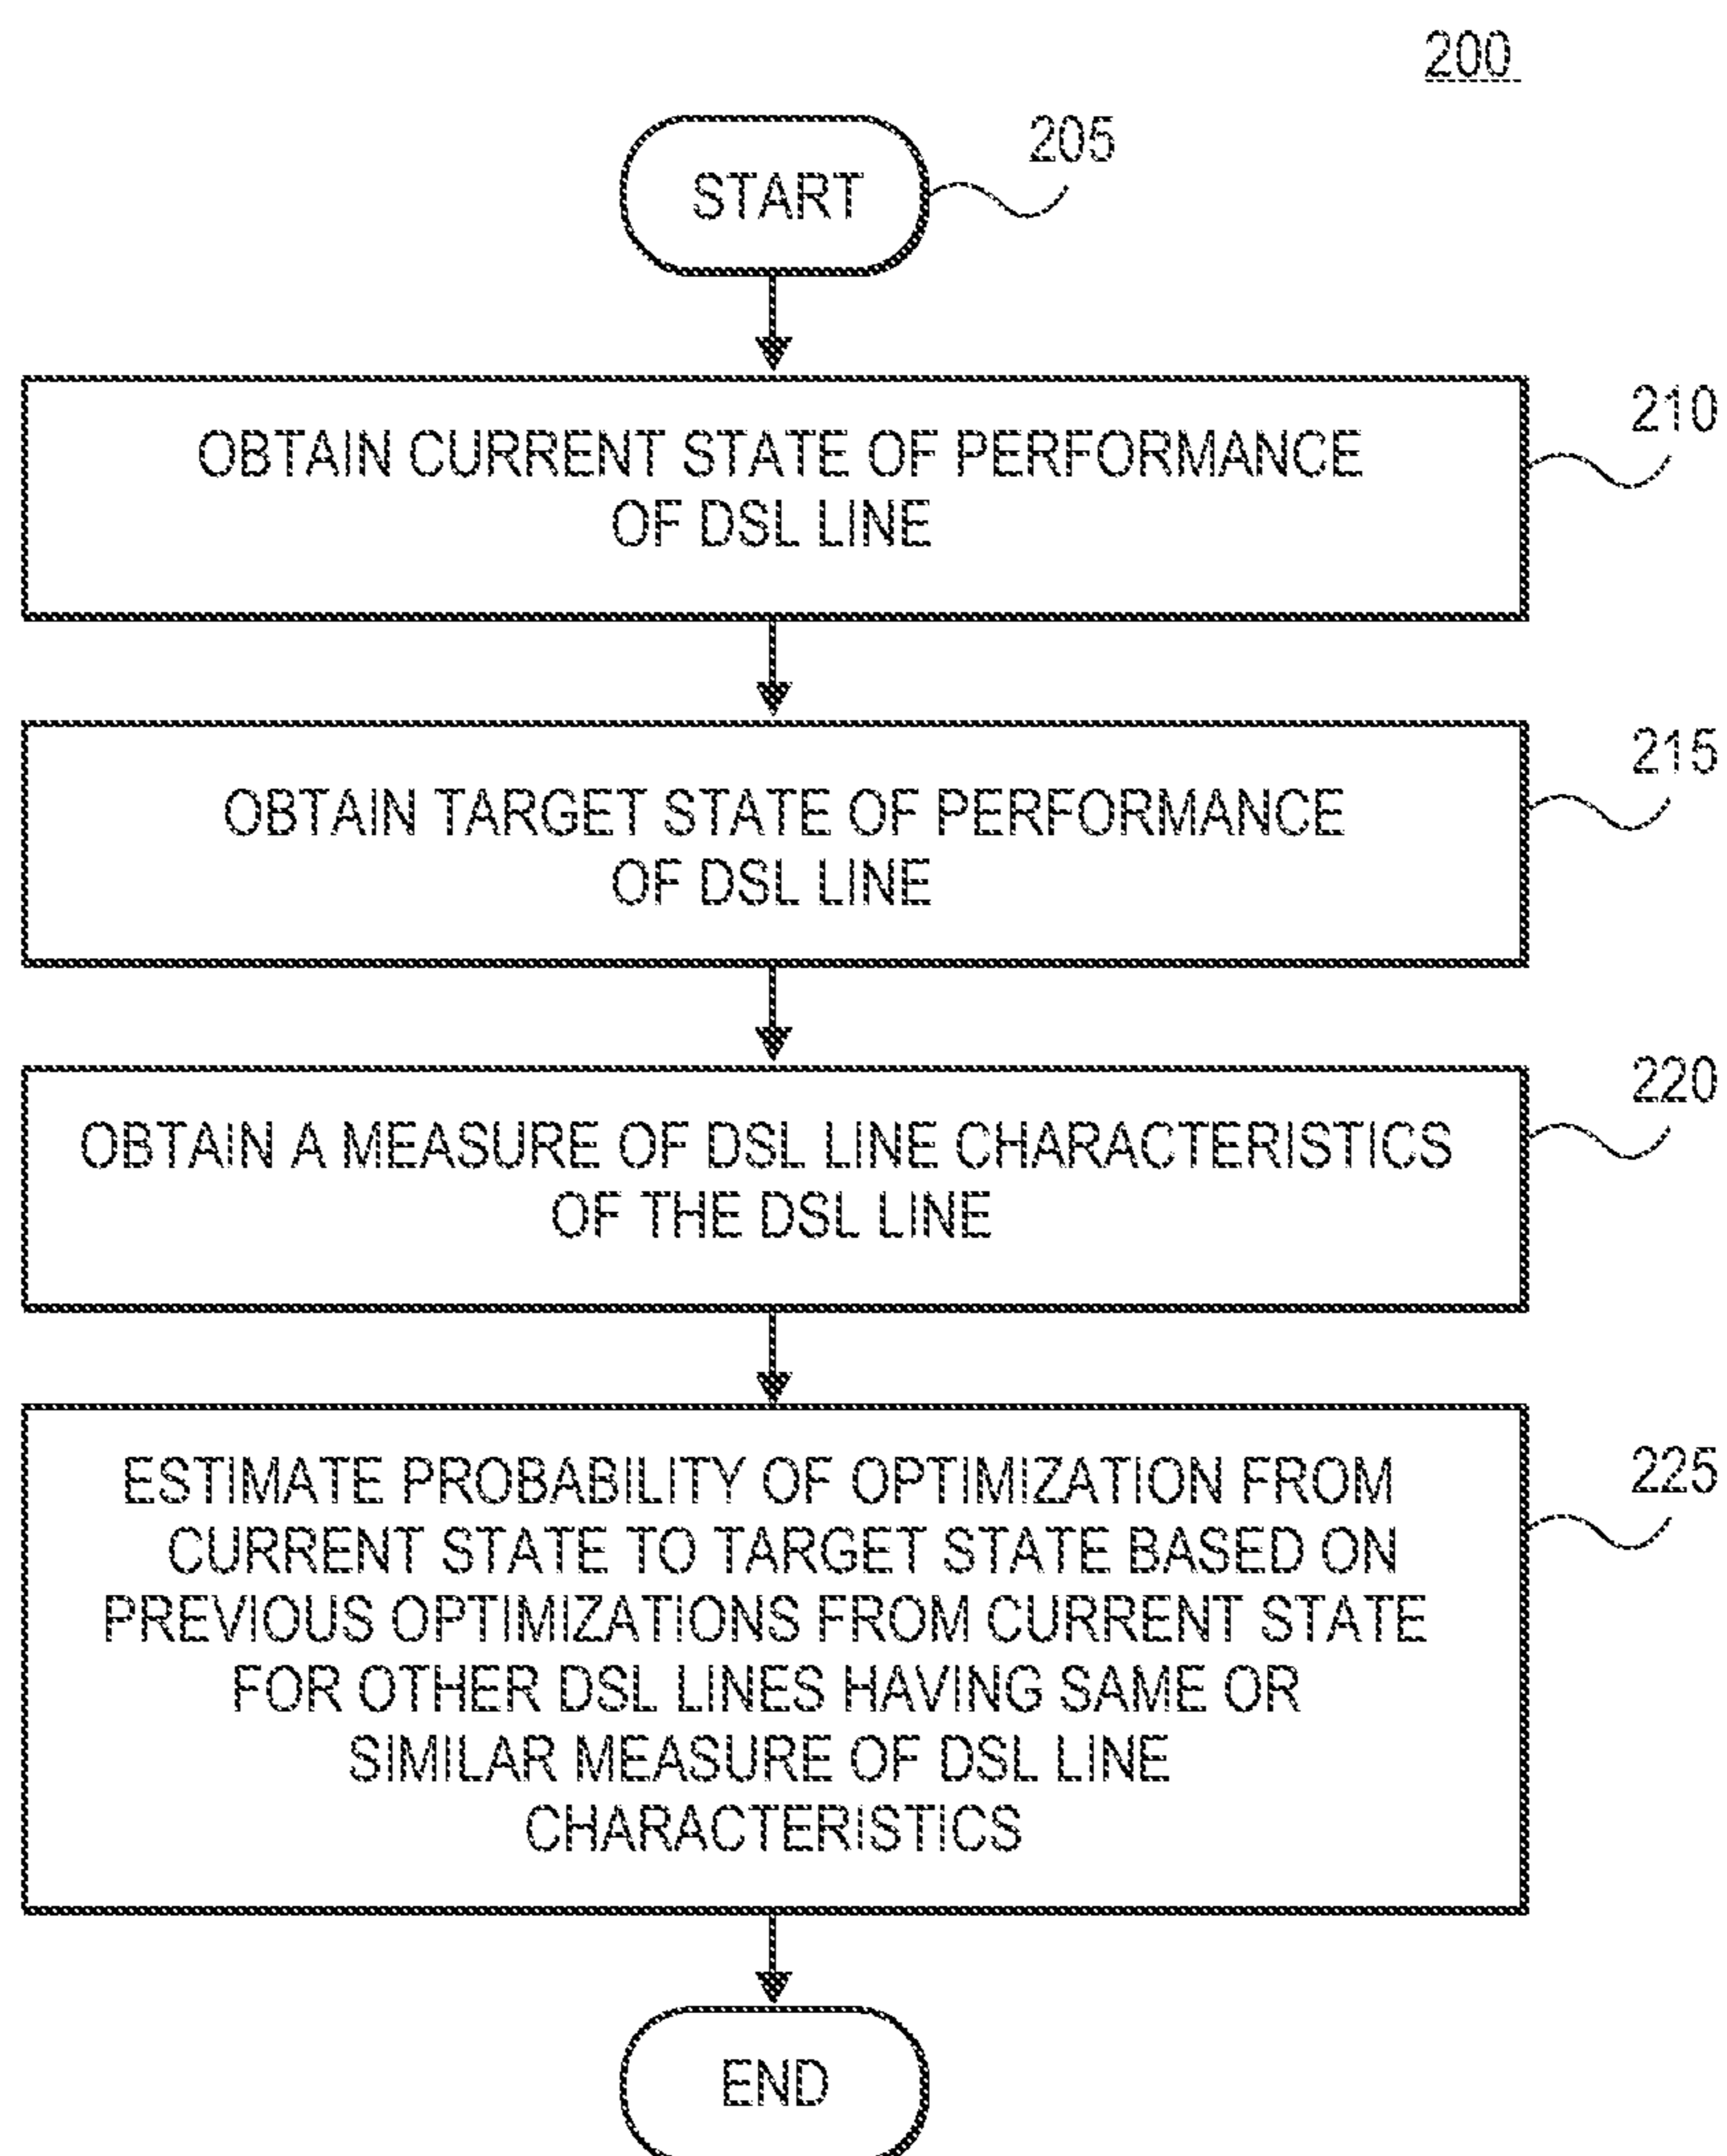 200
START
205
OBTAIN CURRENT STATE OF PERFORMANCE
OF DSL LINE
210
OBTAIN TARGET STATE OF PERFORMANCE
OF DSL LINE
215
OBTAIN A MEASURE OF DSL LINE CHARACTERISTICS
OF THE DSL LINE
220
ESTIMATE PROBABILITY OF OPTIMIZATION FROM
CURRENT STATE TO TARGET STATE BASED ON
PREVIOUS OPTIMIZATIONS FROM CURRENT STATE
FOR OTHER DSL LINES HAVING SAME OR
SIMILAR MEASURE OF DSL LINE
CHARACTERISTICS
225
END